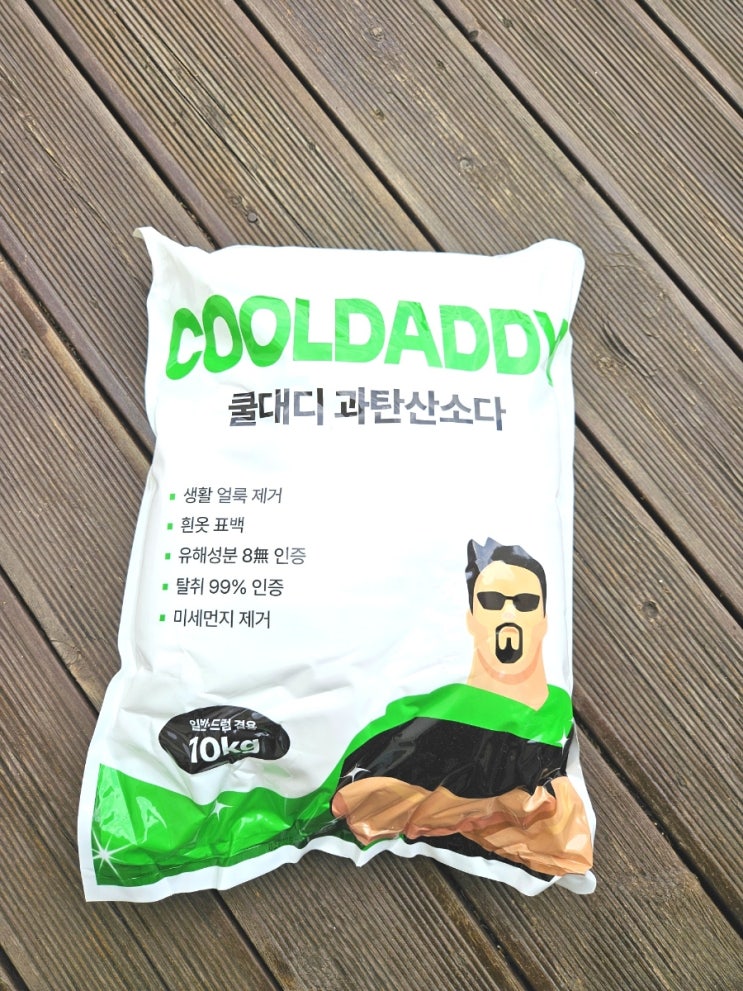 COOLDADDY
쿨대디 과탄산소다
생활 얼룩 제거
흰옷 표백
유해성분 8無 인증
탈취 99% 인증
미세먼지 제거
일반·드럼 겸용
10kg